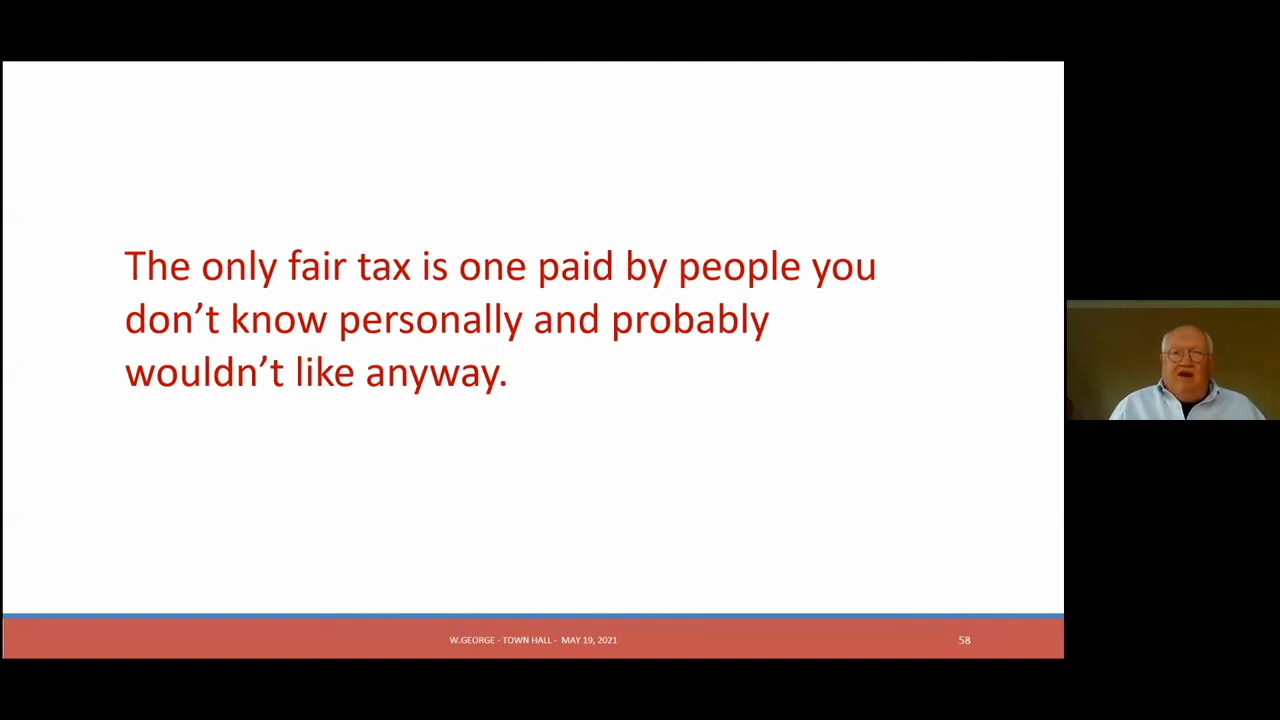 The only fair tax is one paid by people you
don’t know personally and probably
wouldn’t like anyway.
W.GEORGE - TOWN HALL - MAY 19, 2021
58